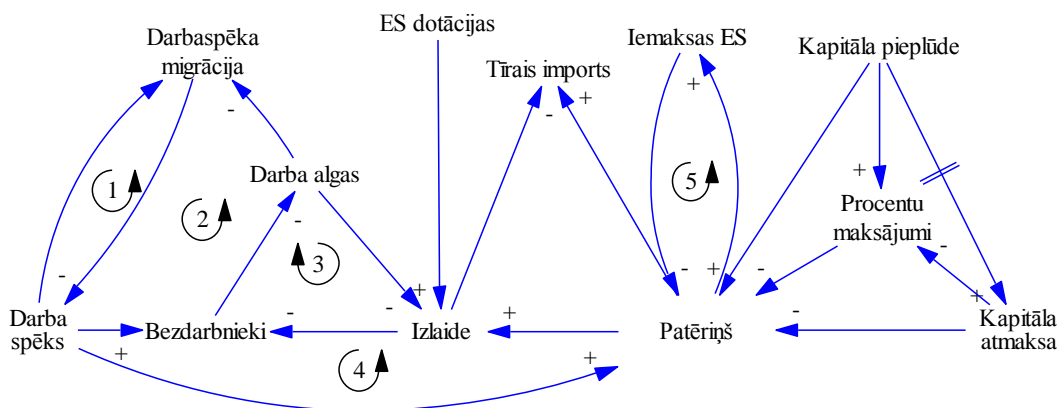 ES dotācijas
Darbaspēka
migrācija
Iemaksas ES
Kapitāla pieplūde
Tīrais imports
-
-
+
+
1
Darba algas
5
2
+
Procentu
maksājumi
-
3
-
-
-
+
-
+
-
-
+
Darba
spēks
Bezdarbnieki
Izlaide
+
Patēriņš
-
Kapitāla
atmaksa
+
4
+